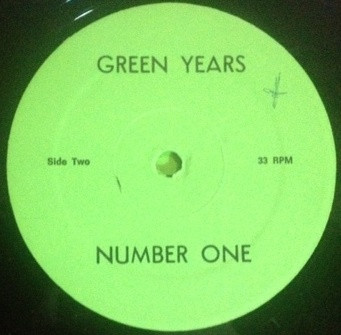 GREEN YEARS
Side Two
33 RPM
NUMBER ONE